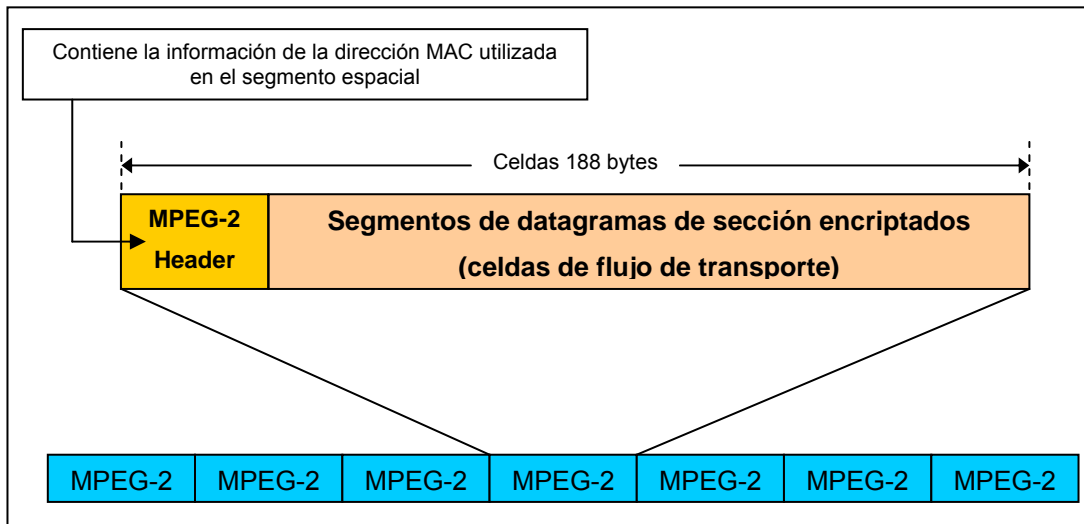 Contiene la información de la dirección MAC utilizada
en el segmento espacial
Celdas 188 bytes
MPEG-2
Header
Segmentos de datagramas de sección encriptados
(celdas de flujo de transporte)
MPEG-2 MPEG-2 MPEG-2 MPEG-2 MPEG-2 MPEG-2 MPEG-2